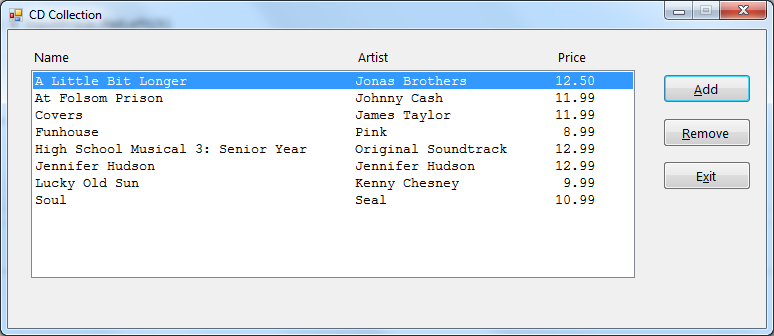 CD Collection
Name Artist Price
A Little Bit Longer Jonas Brothers 12.50
At Folsom Prison Johnny Cash 11.99
Covers James Taylor 11.99
Funhouse Pink 8.99
High School Musical 3: Senior Year Original Soundtrack 12.99
Jennifer Hudson Jennifer Hudson 12.99
Lucky Old Sun Kenny Chesney 9.99
Soul Seal 10.99
Add
Remove
Exit